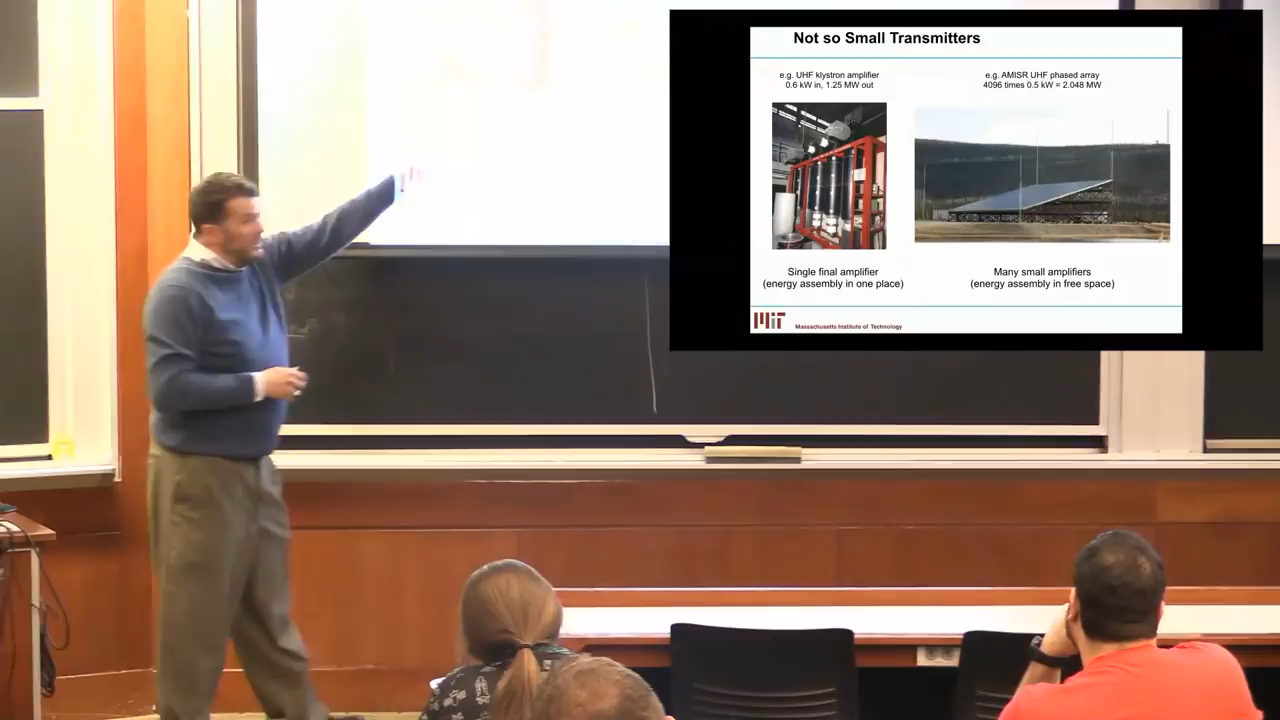 Not so Small Transmitters
e.g. UHF klystron amplifier
0.6 kW in, 1.25 MW out
e.g. AMISR UHF phased array
4096 times 0.5 kW = 2.048 MW
Single final amplifier
(energy assembly in one place)
Many small amplifiers
(energy assembly in free space)
MIT
Massachusetts Institute of Technology